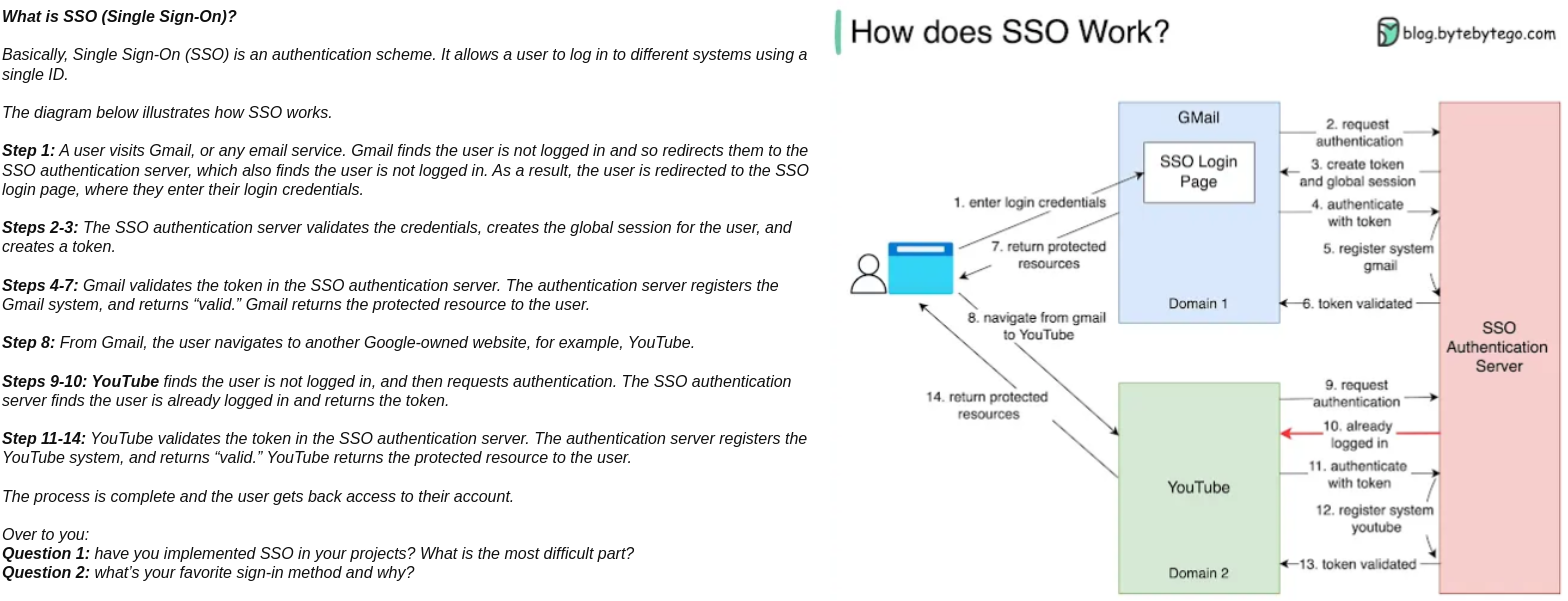 What is SSO (Single Sign-On)?
Basically, Single Sign-On (SSO) is an authentication scheme. It allows a user to log in to different systems using a
single ID.
The diagram below illustrates how SSO works.
Step 1: A user visits Gmail, or any email service. Gmail finds the user is not logged in and so redirects them to the
SSO authentication server, which also finds the user is not logged in. As a result, the user is redirected to the SSO
login page, where they enter their login credentials.
Steps 2-3: The SSO authentication server validates the credentials, creates the global session for the user, and
creates a token.
Steps 4-7: Gmail validates the token in the SSO authentication server. The authentication server registers the
Gmail system, and returns “valid.” Gmail returns the protected resource to the user.
Step 8: From Gmail, the user navigates to another Google-owned website, for example, YouTube.
Steps 9-10: YouTube finds the user is not logged in, and then requests authentication. The SSO authentication
server finds the user is already logged in and returns the token.
Step 11-14: YouTube validates the token in the SSO authentication server. The authentication server registers the
YouTube system, and returns “valid.” YouTube returns the protected resource to the user.
The process is complete and the user gets back access to their account.
Over to you:
Question 1: have you implemented SSO in your projects? What is the most difficult part?
Question 2: what’s your favorite sign-in method and why?
How does SSO Work?
blog.bytebytego.com
GMail
SSO Login
Page
Domain 1
1. enter login credentials
2. request
authentication
3. create token
and global session
4. authenticate
with token
5. register system
gmail
6. token validated
7. return protected
resources
8. navigate from gmail
to YouTube
SSO
Authentication
Server
YouTube
Domain 2
9. request
authentication
10. already
logged in
11. authenticate
with token
12. register system
youtube
13. token validated
14. return protected
resources